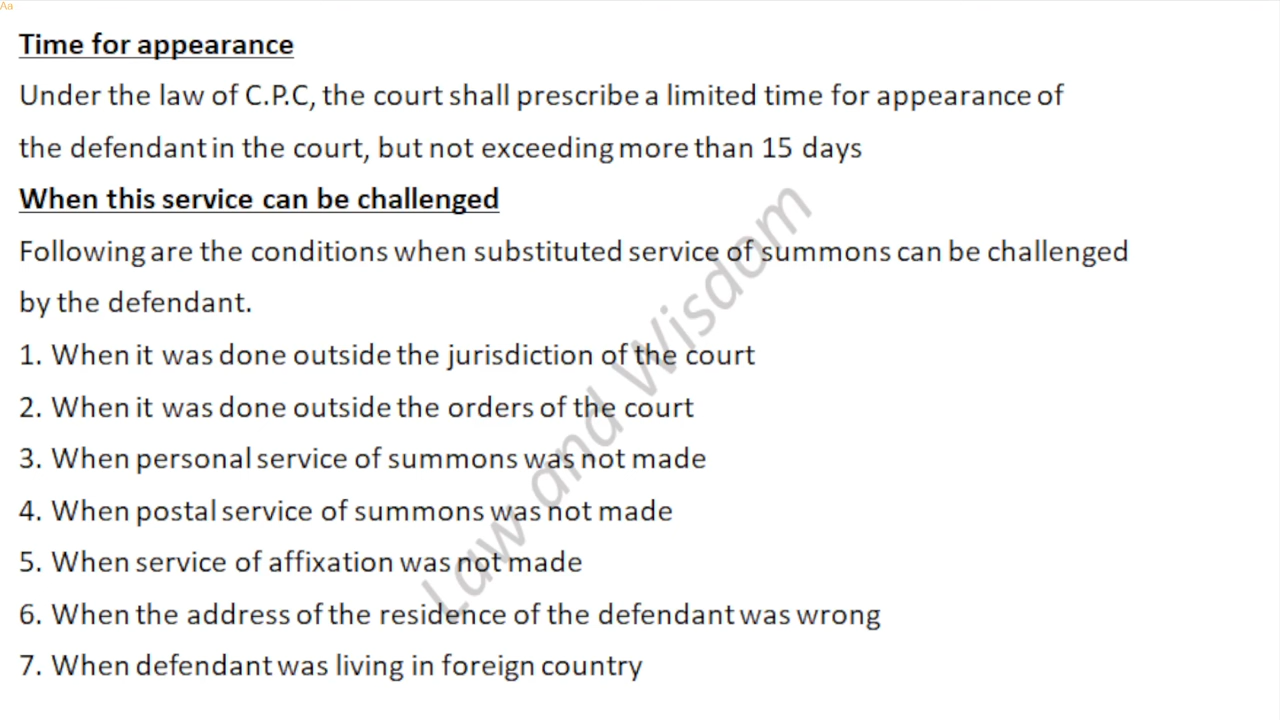 Aa
Time for appearance
Under the law of C.P.C, the court shall prescribe a limited time for appearance of
the defendant in the court, but not exceeding more than 15 days
When this service can be challenged
Following are the conditions when substituted service of summons can be challenged
by the defendant.
1. When it was done outside the jurisdiction of the court
2. When it was done outside the orders of the court
3. When personal service of summons was not made
4. When postal service of summons was not made
5. When service of affixation was not made
6. When the address of the residence of the defendant was wrong
7. When defendant was living in foreign country
Law and Wisdom